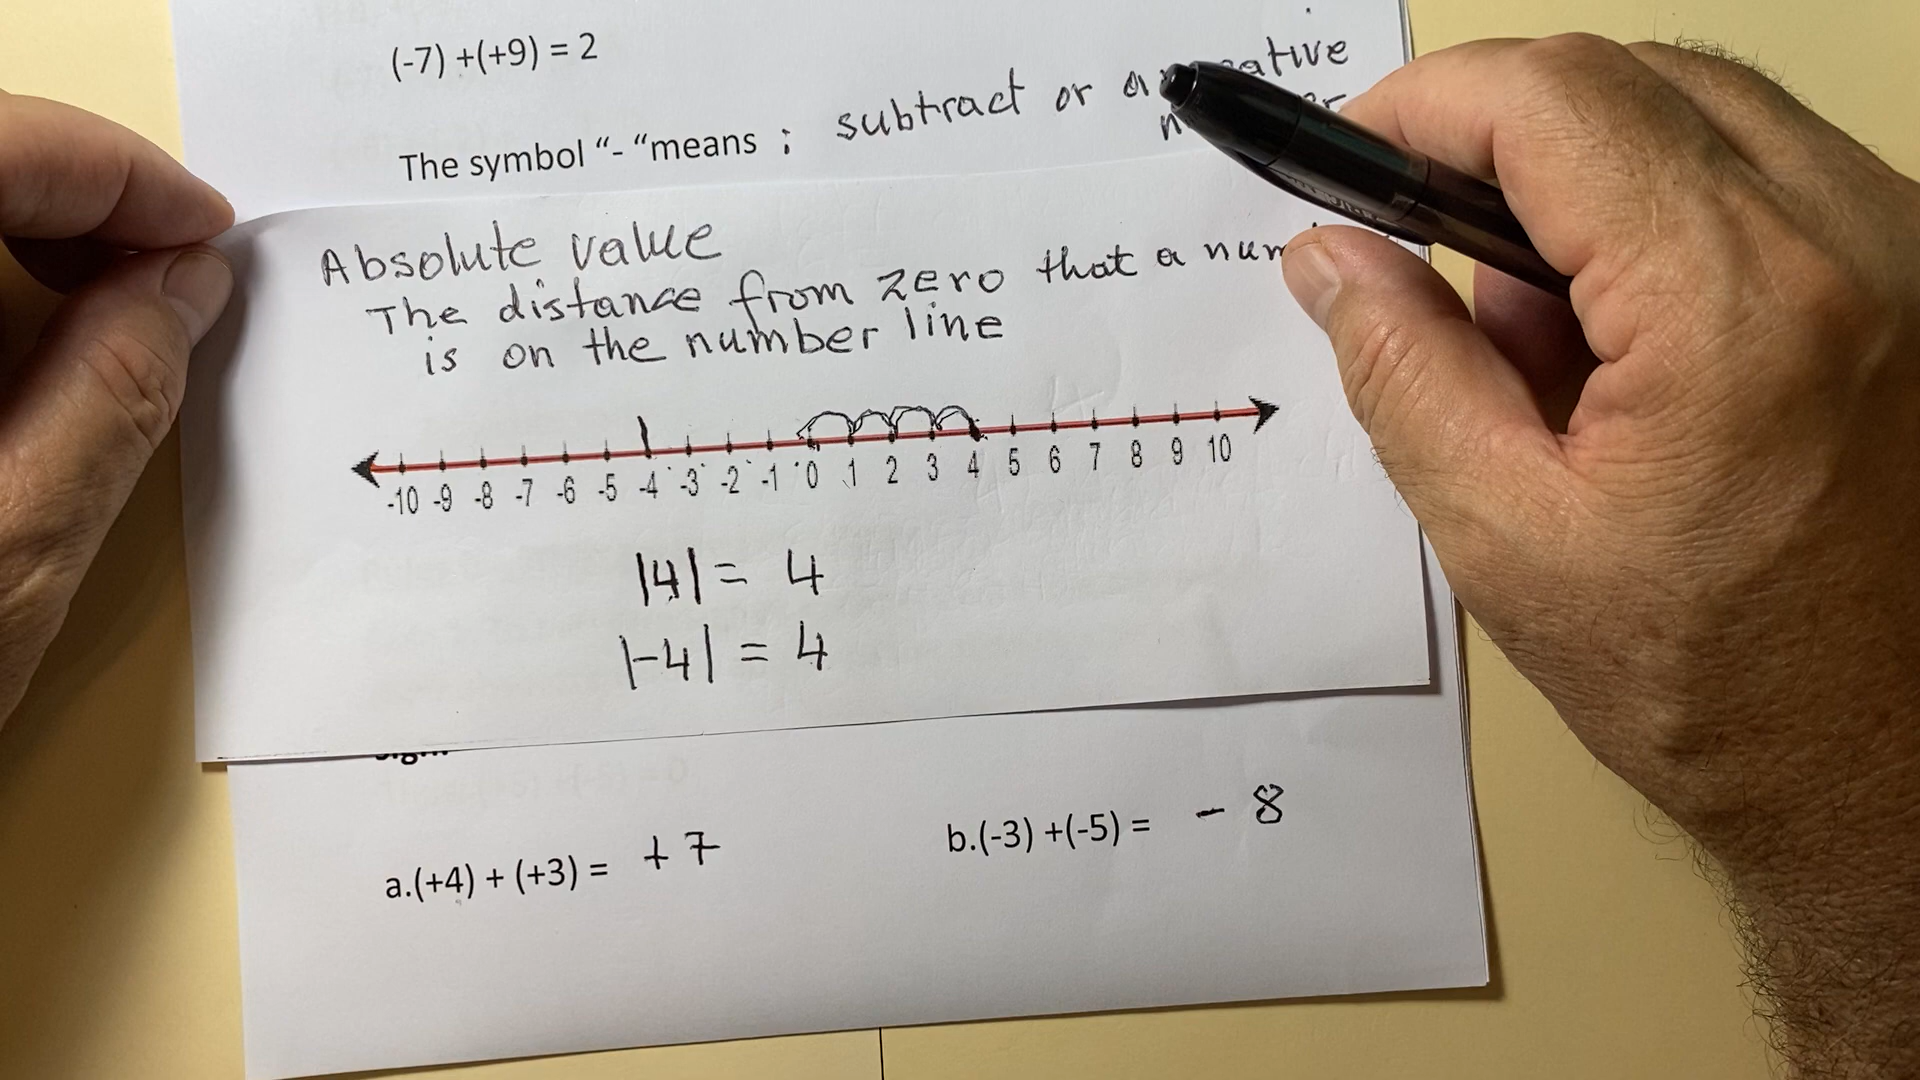 (-7) +(+9) = 2
subtract or a
The symbol “- “means :
Absolute value
The distance from zero that a
is on the number line
-10 -9 -8 -7 -6 -5 -4 -3 -2 -1 0 1 2 3 4 5 6 7 8 9 10
|4| = 4
|-4| = 4
a.(+4) + (+3) = +7
b.(-3) +(-5) = - 8